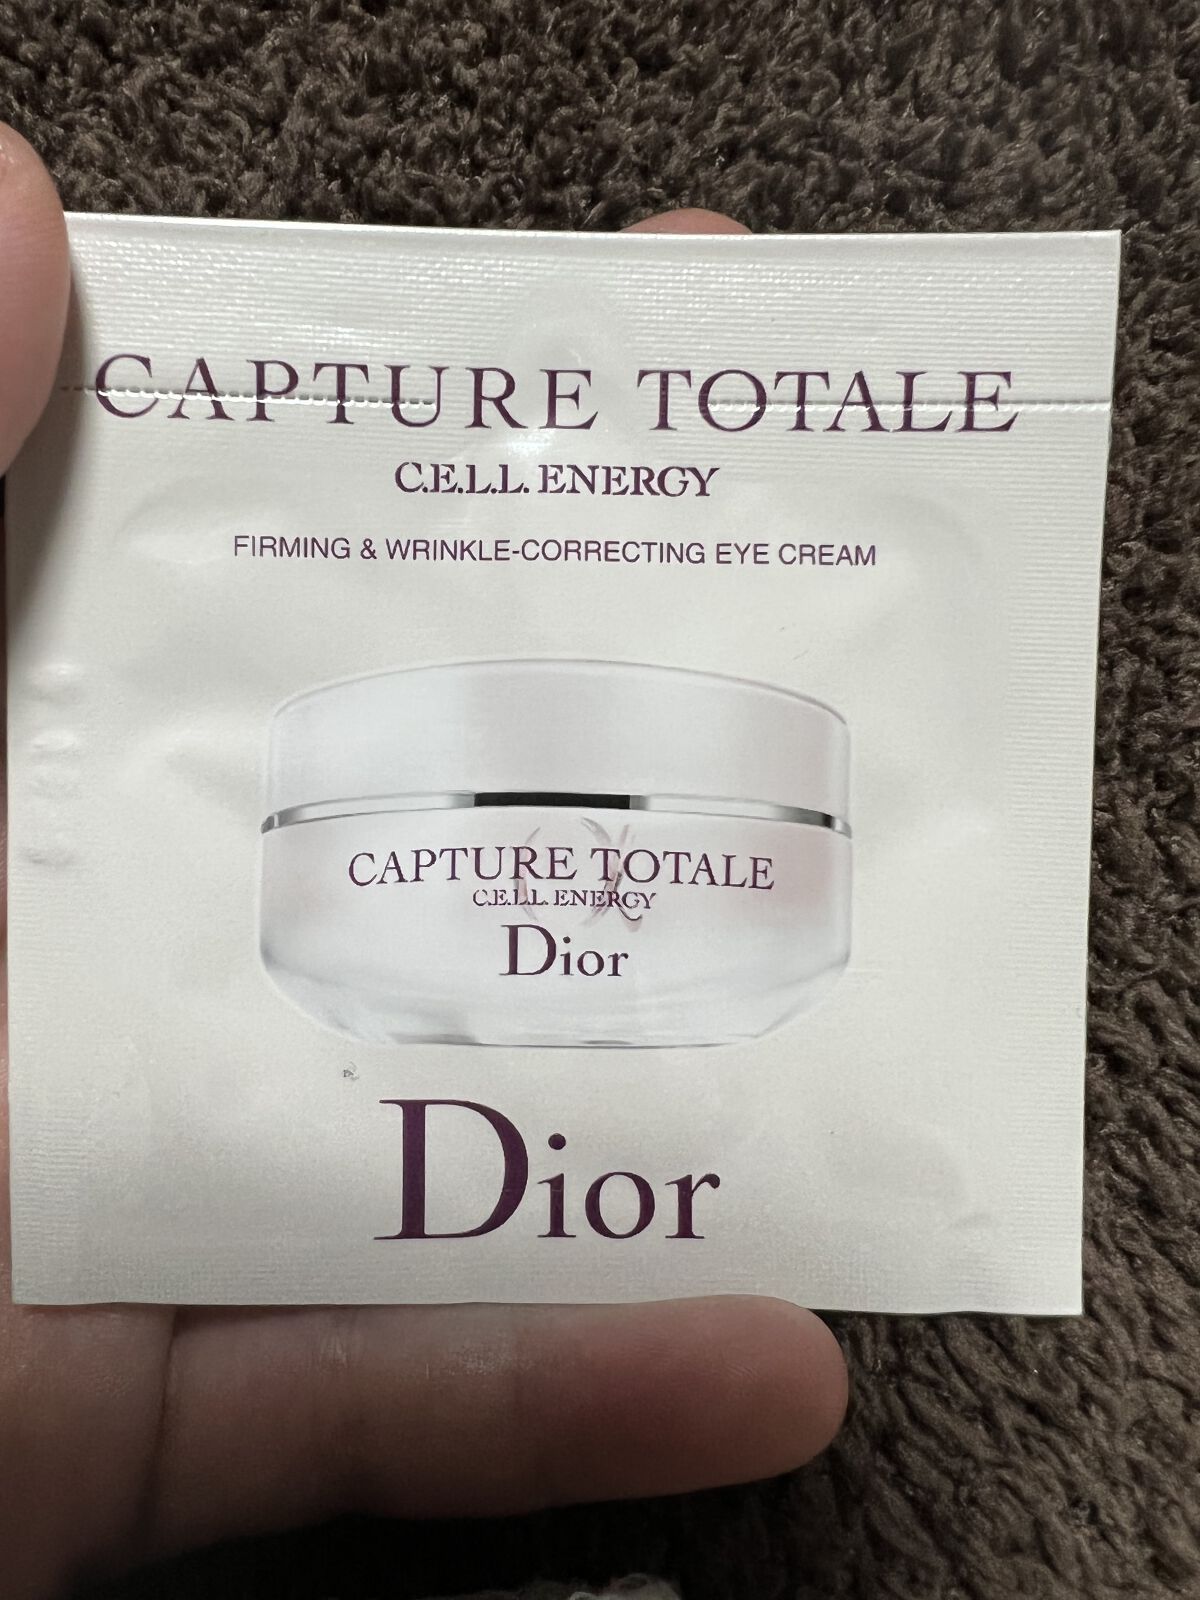 CAPTURE TOTALE
C.E.L.L. ENERGY
FIRMING & WRINKLE-CORRECTING EYE CREAM
CAPTURE TOTALE
C.E.L.L. ENERGY
Dior
Dior